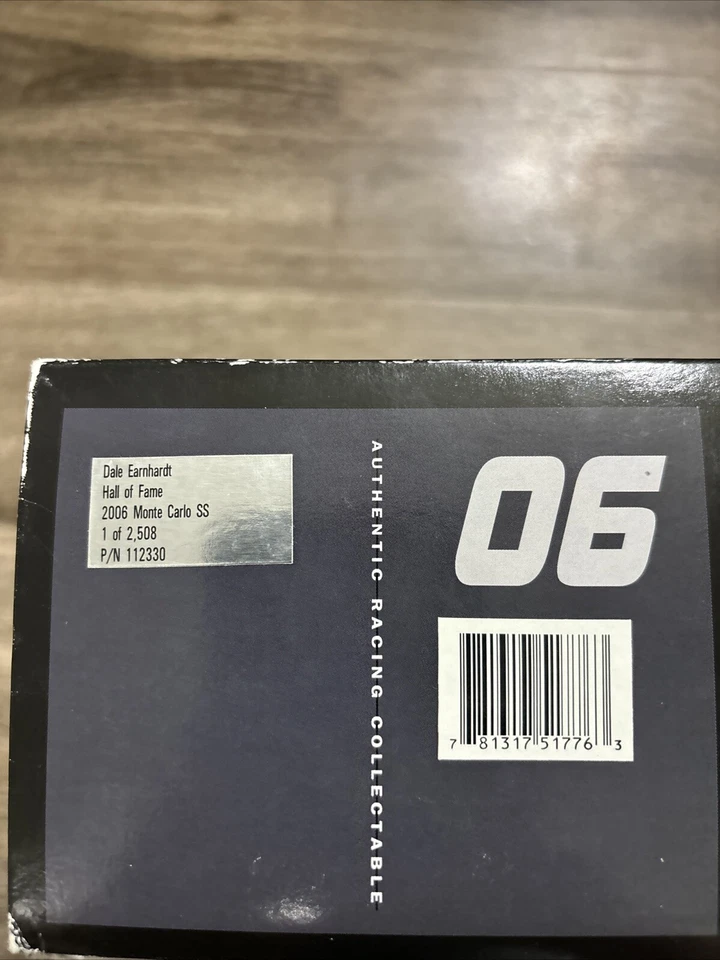 Dale Earnhardt
Hall of Fame
2006 Monte Carlo SS
1 of 2,508
P/N 112330
AUTHENTIC RACING COLLECTABLE
06
7 81317 51776 3